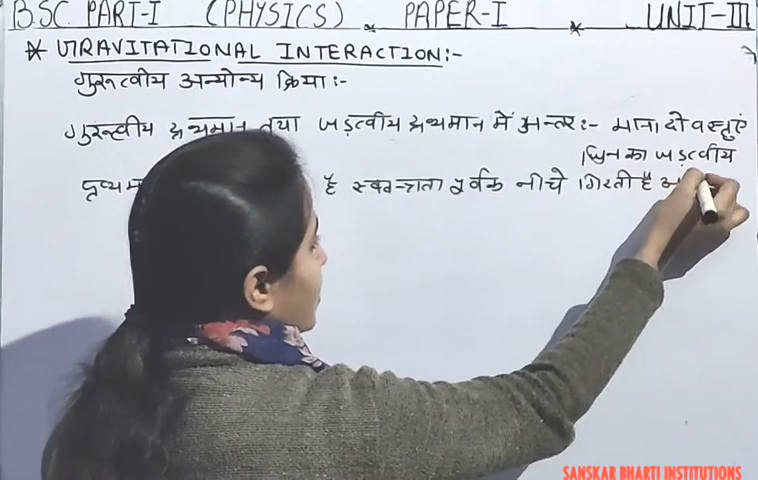 B.SC PART-I (PHYSICS) * PAPER-I * UNIT-III
* GRAVITATIONAL INTERACTION:-
गुरूत्वीय अन्योन्य क्रिया:-
गुरूत्वीय द्रव्यमान तथा जड़त्वीय द्रव्यमान में अन्तर:- माना दो वस्तुएं
जिन का जड़त्वीय
है स्वतन्त्रता पूर्वक नीचे गिरती है
SANSKAR BHARTI INSTITUTIONS